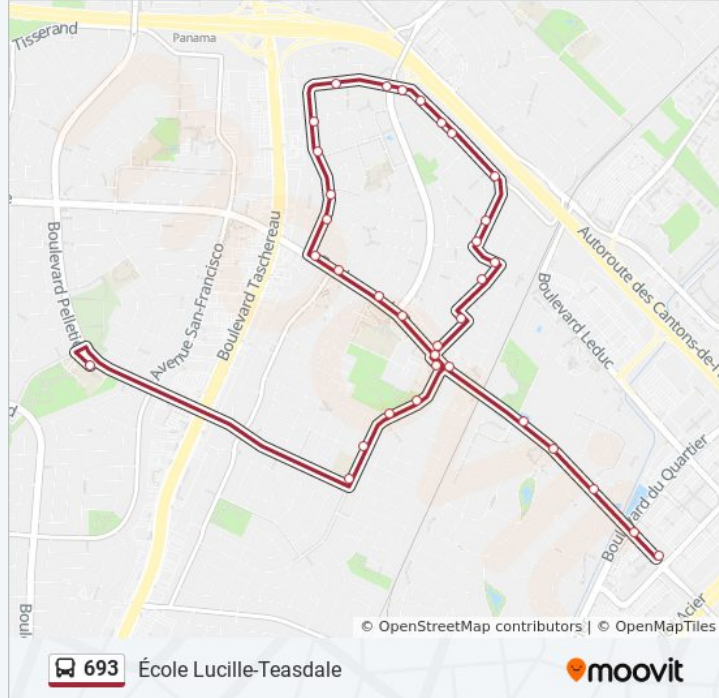 Tisserand
Panama
Boulevard Pelletier
Avenue San-Francisco
Boulevard Taschereau
Autoroute des Cantons-de-l'
Boulevard Leduc
Boulevard du Quartier
Acier
Boul
© OpenStreetMap contributors | © OpenMapTiles
693 École Lucille-Teasdale
moovit